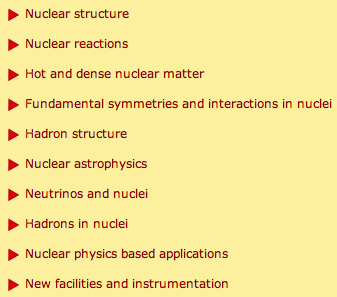 Nuclear structure
Nuclear reactions
Hot and dense nuclear matter
Fundamental symmetries and interactions in nuclei
Hadron structure
Nuclear astrophysics
Neutrinos and nuclei
Hadrons in nuclei
Nuclear physics based applications
New facilities and instrumentation